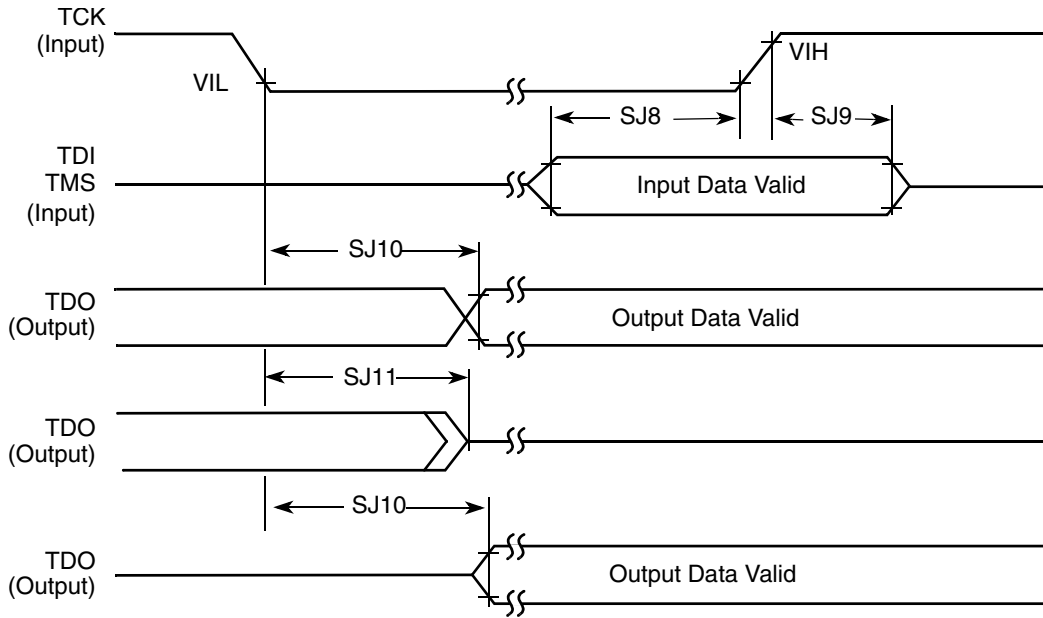 TCK
(Input)
VIL
VIH
SJ8
SJ9
TDI
TMS
(Input)
Input Data Valid
SJ10
TDO
(Output)
Output Data Valid
SJ11
TDO
(Output)
SJ10
TDO
(Output)
Output Data Valid